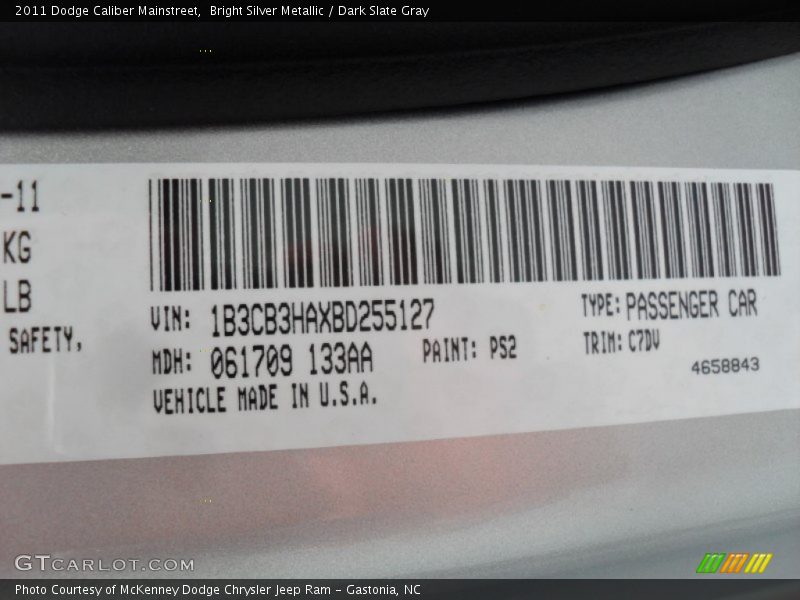 2011 Dodge Caliber Mainstreet,  Bright Silver Metallic / Dark Slate Gray
-11
KG
LB
SAFETY,
VIN: 1B3CB3HAXBD255127
TYPE: PASSENGER CAR
MDH: 061709 133AA
PAINT: PS2
TRIM: C7DV
VEHICLE MADE IN U.S.A.
4658843
GTCARLOT.COM
Photo Courtesy of McKenney Dodge Chrysler Jeep Ram - Gastonia, NC